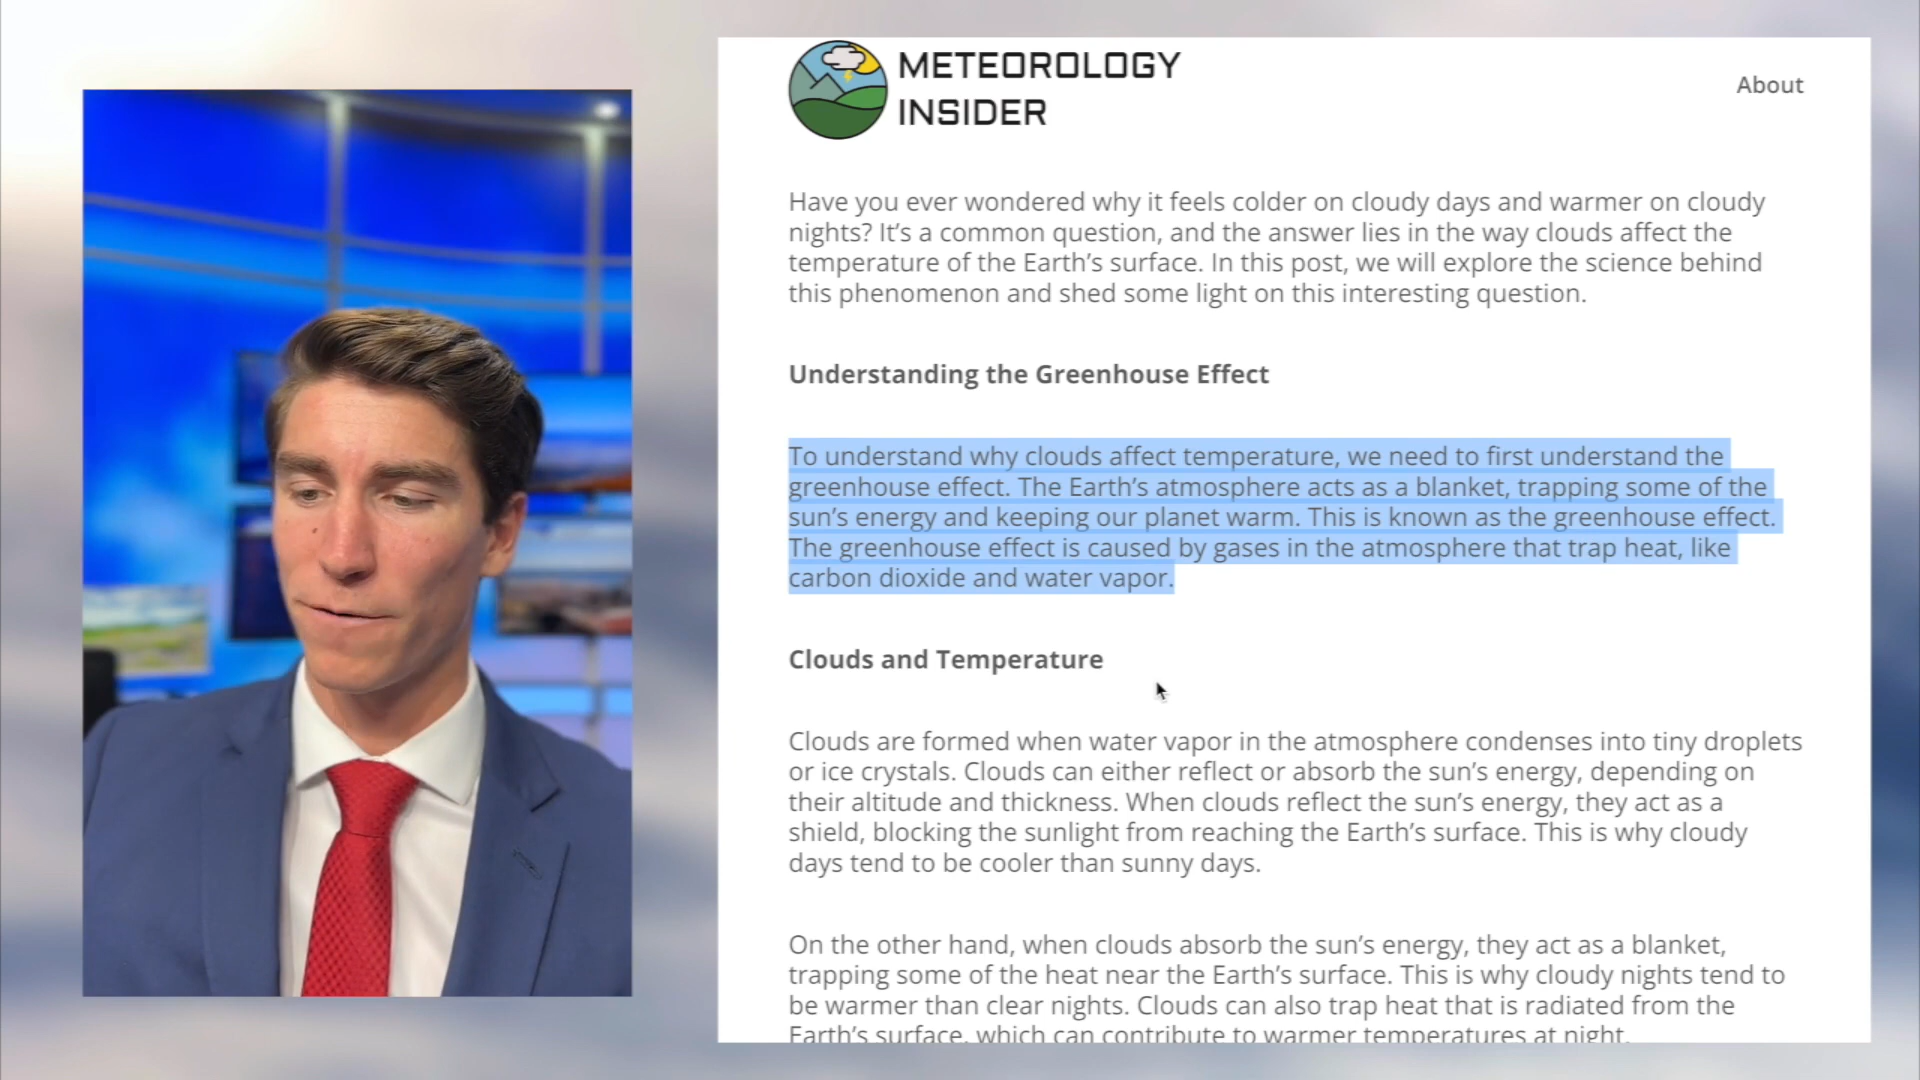 METEOROLOGY
INSIDER
About
Have you ever wondered why it feels colder on cloudy days and warmer on cloudy
nights? It’s a common question, and the answer lies in the way clouds affect the
temperature of the Earth’s surface. In this post, we will explore the science behind
this phenomenon and shed some light on this interesting question.
Understanding the Greenhouse Effect
To understand why clouds affect temperature, we need to first understand the
greenhouse effect. The Earth’s atmosphere acts as a blanket, trapping some of the
sun’s energy and keeping our planet warm. This is known as the greenhouse effect.
The greenhouse effect is caused by gases in the atmosphere that trap heat, like
carbon dioxide and water vapor.
Clouds and Temperature
Clouds are formed when water vapor in the atmosphere condenses into tiny droplets
or ice crystals. Clouds can either reflect or absorb the sun’s energy, depending on
their altitude and thickness. When clouds reflect the sun’s energy, they act as a
shield, blocking the sunlight from reaching the Earth’s surface. This is why cloudy
days tend to be cooler than sunny days.
On the other hand, when clouds absorb the sun’s energy, they act as a blanket,
trapping some of the heat near the Earth’s surface. This is why cloudy nights tend to
be warmer than clear nights. Clouds can also trap heat that is radiated from the
Earth’s surface, which can contribute to warmer temperatures at night.